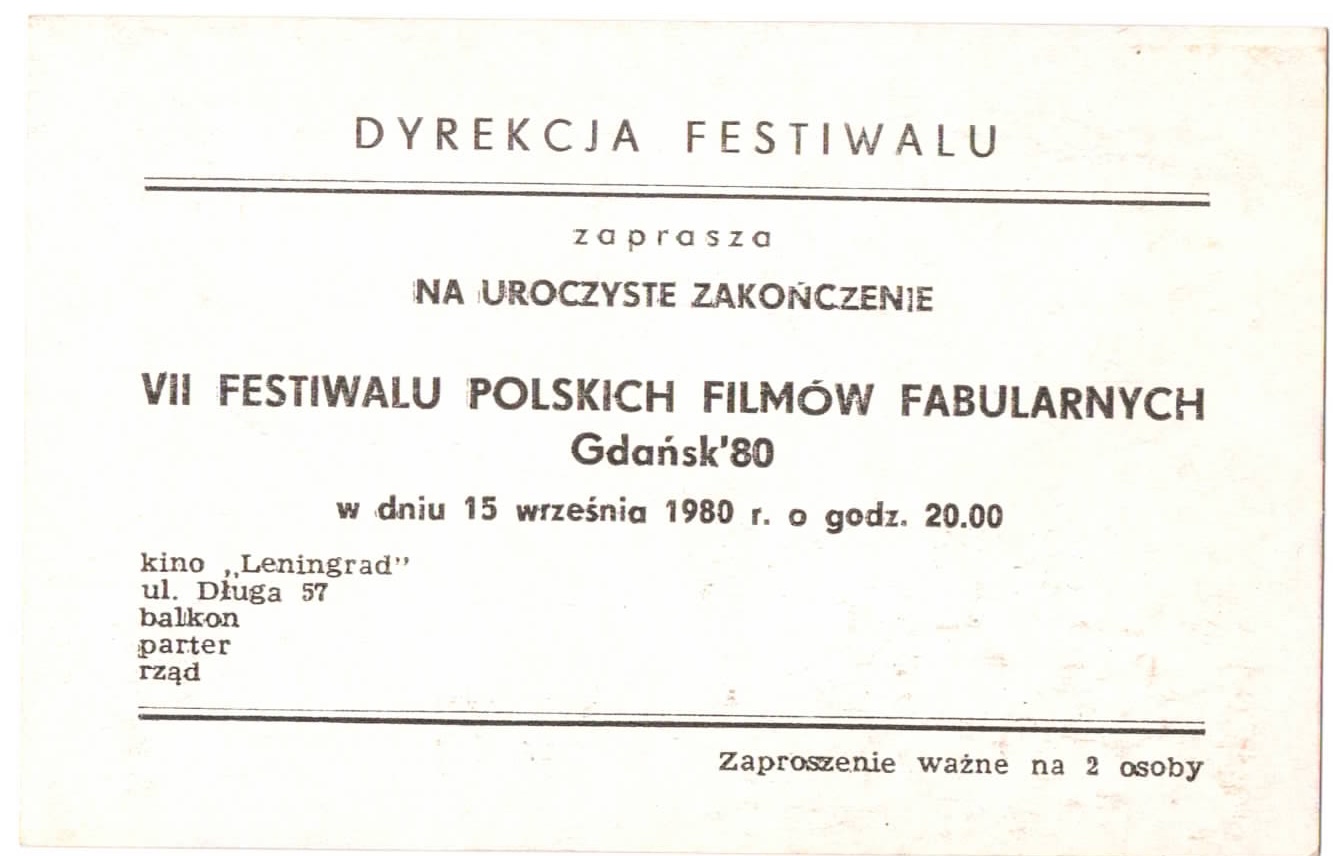 DYREKCJA FESTIWALU
zaprasza
NA UROCZYSTE ZAKOŃCZENIE
VII FESTIWALU POLSKICH FILMÓW FABULARNYCH
Gdańsk'80
w dniu 15 września 1980 r. o godz. 20.00
kino „Leningrad”
ul. Długa 57
balkon
parter
rząd
Zaproszenie ważne na 2 osoby